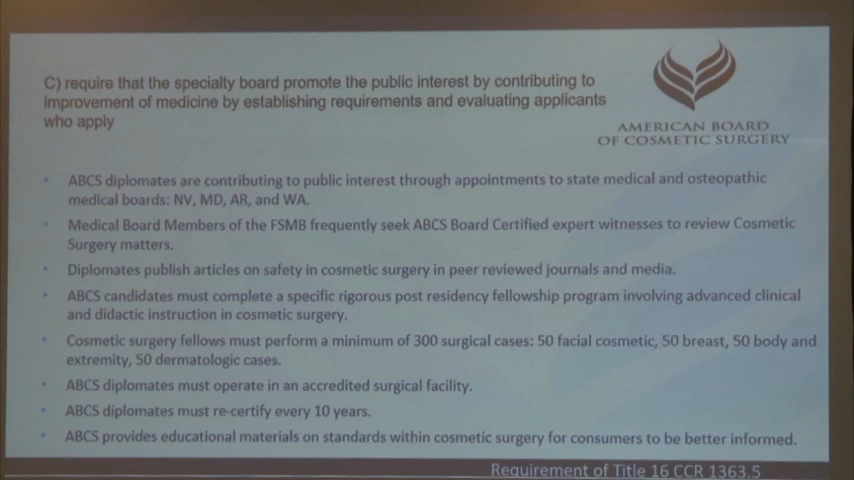 C) require that the specialty board promote the public interest by contributing to
improvement of medicine by establishing requirements and evaluating applicants
who apply
AMERICAN BOARD
OF COSMETIC SURGERY
• ABCS diplomates are contributing to public interest through appointments to state medical and osteopathic
medical boards: NV, MD, AR, and WA.
• Medical Board Members of the FSMB frequently seek ABCS Board Certified expert witnesses to review Cosmetic
Surgery matters.
• Diplomates publish articles on safety in cosmetic surgery in peer reviewed journals and media.
• ABCS candidates must complete a specific rigorous post residency fellowship program involving advanced clinical
and didactic instruction in cosmetic surgery.
• Cosmetic surgery fellows must perform a minimum of 300 surgical cases: 50 facial cosmetic, 50 breast, 50 body and
extremity, 50 dermatologic cases.
• ABCS diplomates must operate in an accredited surgical facility.
• ABCS diplomates must re-certify every 10 years.
• ABCS provides educational materials on standards within cosmetic surgery for consumers to be better informed.
Requirement of Title 16 CCR 1363.5